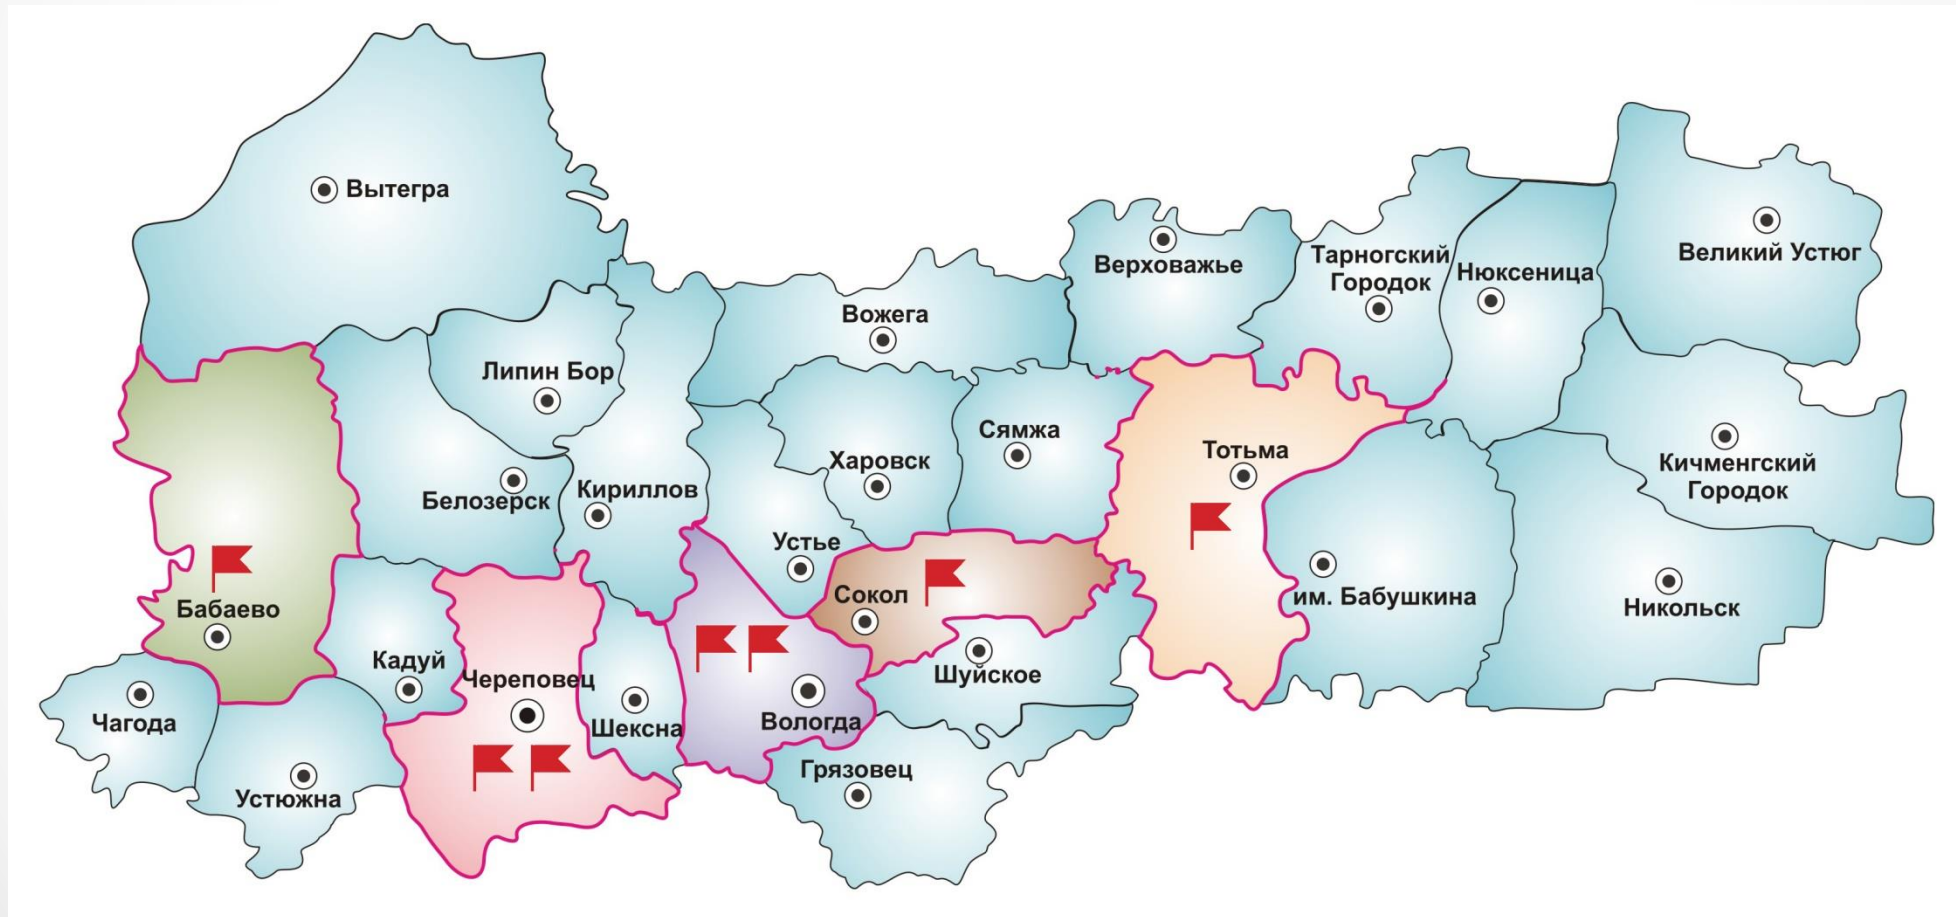 Вытегра
Великий Устюг
Верховажье
Тарногский
Городок
Нюксеница
Вожега
Липин Бор
Сямжа
Тотьма
Харовск
Кичменгский
Городок
Белозерск
Кириллов
Устье
Сокол
им. Бабушкина
Никольск
Бабаево
Кадуй
Череповец
Шуйское
Чагода
Шексна
Вологда
Устюжна
Грязовец